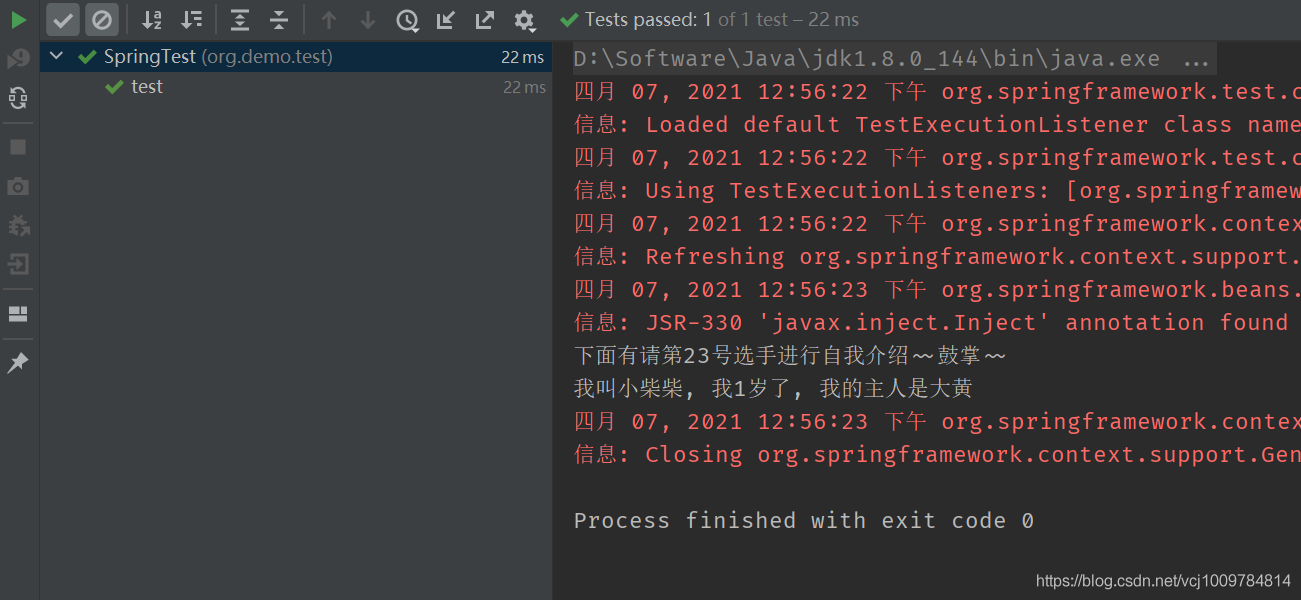 Tests passed: 1 of 1 test – 22 ms
SpringTest (org.demo.test) 22 ms
test 22 ms
D:\Software\Java\jdk1.8.0_144\bin\java.exe ...
四月 07, 2021 12:56:22 下午 org.springframework.test.c
信息: Loaded default TestExecutionListener class name
四月 07, 2021 12:56:22 下午 org.springframework.test.c
信息: Using TestExecutionListeners: [org.springframew
四月 07, 2021 12:56:22 下午 org.springframework.contex
信息: Refreshing org.springframework.context.support.
四月 07, 2021 12:56:23 下午 org.springframework.beans.
信息: JSR-330 'javax.inject.Inject' annotation found
下面有请第23号选手进行自我介绍~~鼓掌~~
我叫小柴柴, 我1岁了, 我的主人是大黄
四月 07, 2021 12:56:23 下午 org.springframework.contex
信息: Closing org.springframework.context.support.Gen
Process finished with exit code 0
https://blog.csdn.net/vcj1009784814